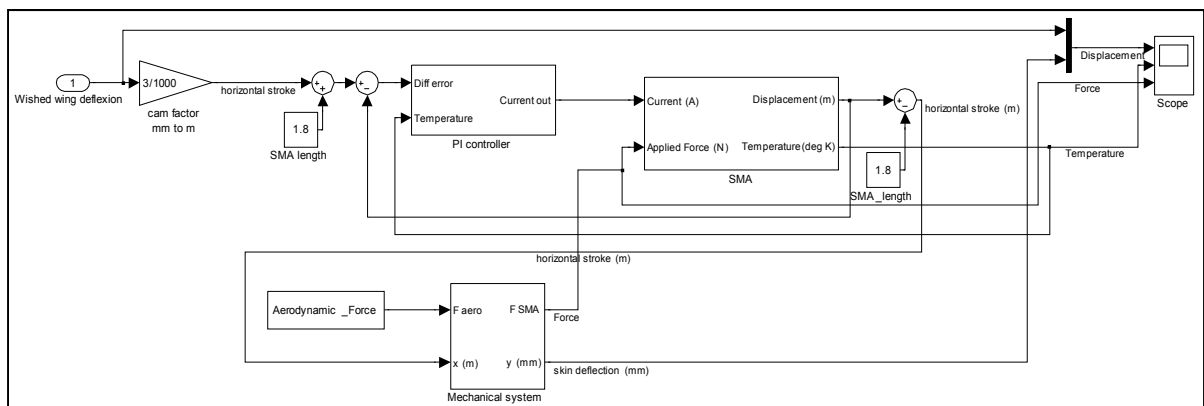 1
Wished wing deflexion
3/1000
cam factor
mm to m
horizontal stroke
+
+
1.8
SMA length
+
−
Diff error
Current out
Temperature
PI controller
Current (A)
Displacement (m)
Applied Force (N)
Temperature(deg K)
SMA
+
−
horizontal stroke (m)
1.8
SMA _length
Displacement
Force
Scope
Temperature
horizontal stroke (m)
Aerodynamic _Force
F aero
F SMA
Force
x (m)
y (mm)
skin deflection (mm)
Mechanical system